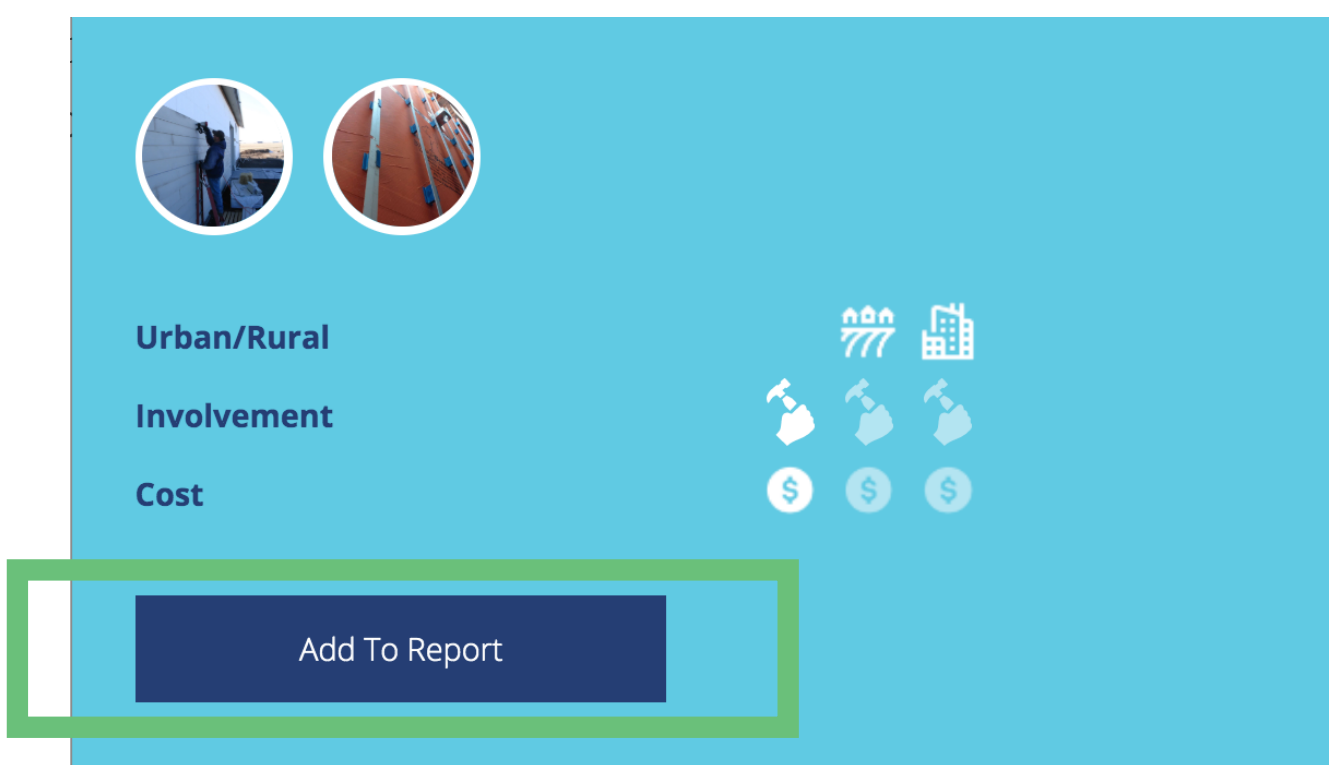 Urban/Rural
Involvement
Cost
$ $ $
Add To Report